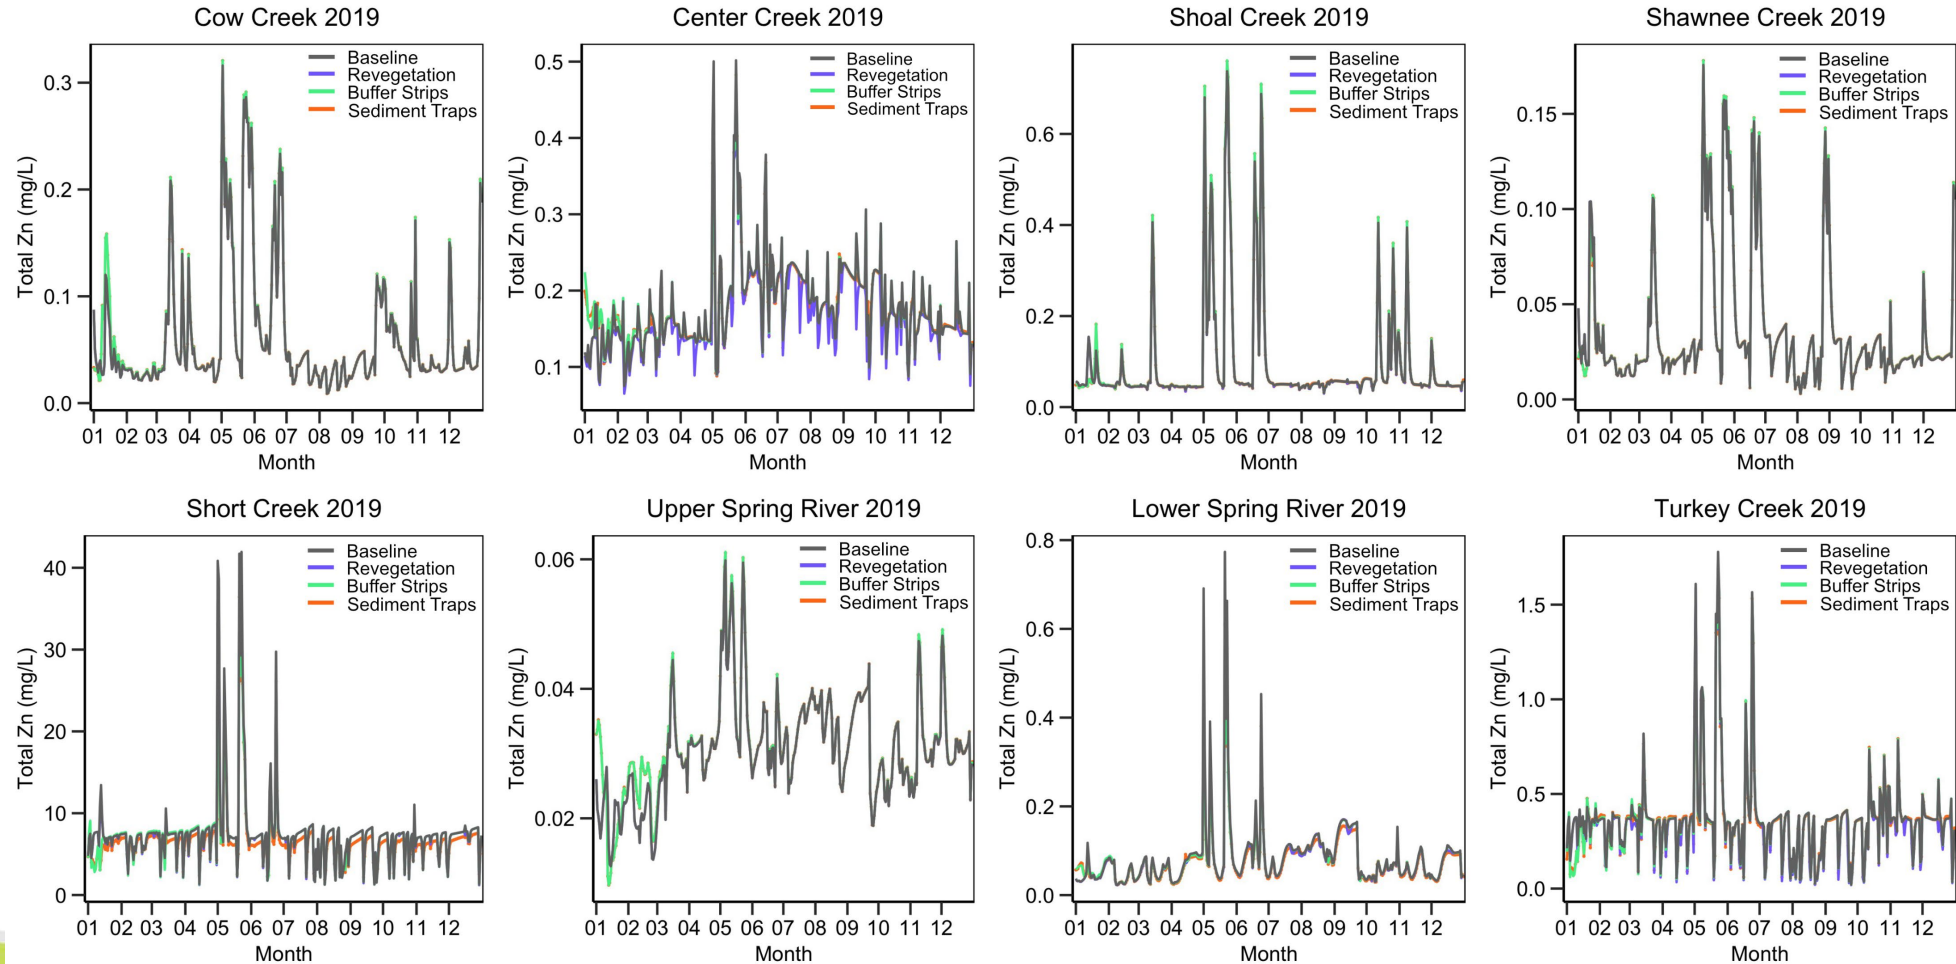 Cow Creek 2019
Total Zn (mg/L)
0.3
0.2
0.1
0.0
Baseline
Revegetation
Buffer Strips
Sediment Traps
01 02 03 04 05 06 07 08 09 10 11 12
Month
Center Creek 2019
Total Zn (mg/L)
0.5
0.4
0.3
0.2
0.1
Baseline
Revegetation
Buffer Strips
Sediment Traps
01 02 03 04 05 06 07 08 09 10 11 12
Month
Shoal Creek 2019
Total Zn (mg/L)
0.6
0.4
0.2
0.0
Baseline
Revegetation
Buffer Strips
Sediment Traps
01 02 03 04 05 06 07 08 09 10 11 12
Month
Shawnee Creek 2019
Total Zn (mg/L)
0.15
0.10
0.05
0.00
Baseline
Revegetation
Buffer Strips
Sediment Traps
01 02 03 04 05 06 07 08 09 10 11 12
Month
Short Creek 2019
Total Zn (mg/L)
40
30
20
10
0
Baseline
Revegetation
Buffer Strips
Sediment Traps
01 02 03 04 05 06 07 08 09 10 11 12
Month
Upper Spring River 2019
Total Zn (mg/L)
0.06
0.04
0.02
Baseline
Revegetation
Buffer Strips
Sediment Traps
01 02 03 04 05 06 07 08 09 10 11 12
Month
Lower Spring River 2019
Total Zn (mg/L)
0.8
0.6
0.4
0.2
0.0
Baseline
Revegetation
Buffer Strips
Sediment Traps
01 02 03 04 05 06 07 08 09 10 11 12
Month
Turkey Creek 2019
Total Zn (mg/L)
1.5
1.0
0.5
0.0
Baseline
Revegetation
Buffer Strips
Sediment Traps
01 02 03 04 05 06 07 08 09 10 11 12
Month